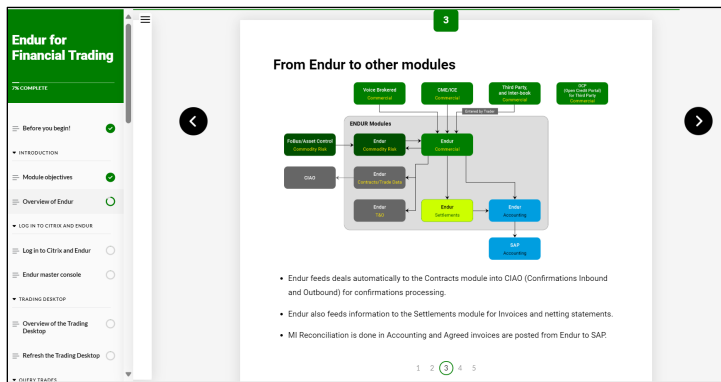 Endur for
Financial Trading
7% COMPLETE
Before you begin!
INTRODUCTION
Module objectives
Overview of Endur
LOG IN TO CITRIX AND ENDUR
Log in to Citrix and Endur
Endur master console
TRADING DESKTOP
Overview of the Trading
Desktop
Refresh the Trading Desktop
QUERY TRADES
3
From Endur to other modules
Voice Brokered
Commercial
CME/ICE
Commercial
Third Party,
and Inter-book
Commercial
OCP
(Open Credit Portal)
for Third Party
Commercial
Entered by Trader
ENDUR Modules
Folius/Asset Control
Commodity Risk
Endur
Commodity Risk
Endur
Commercial
CIAO
Endur
Contracts/Trade Data
Endur
T&O
Endur
Settlements
Endur
Accounting
SAP
Accounting
• Endur feeds deals automatically to the Contracts module into CIAO (Confirmations Inbound
and Outbound) for confirmations processing.
• Endur also feeds information to the Settlements module for Invoices and netting statements.
• MI Reconciliation is done in Accounting and Agreed invoices are posted from Endur to SAP.
1 2 3 4 5